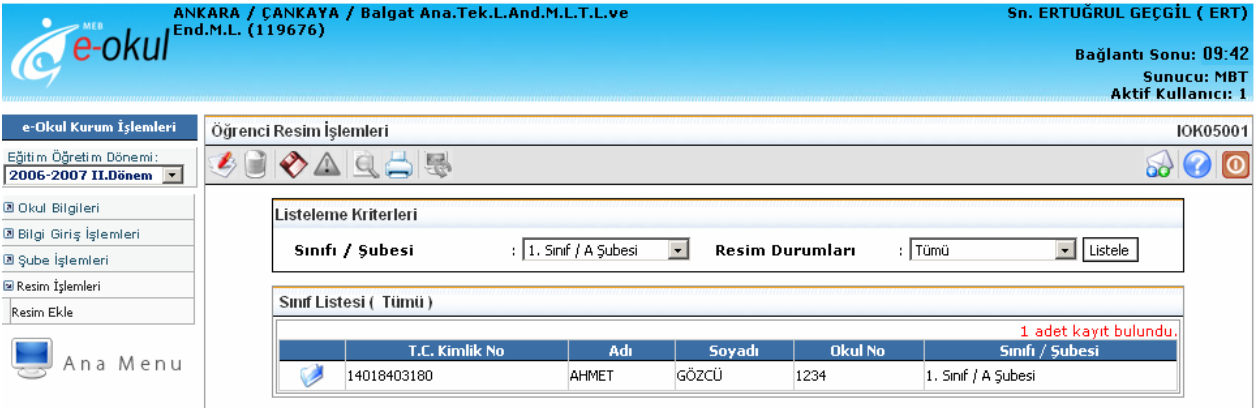 ANKARA / ÇANKAYA / Balgat Ana.Tek.L.And.M.L.T.L.ve
End.M.L. (119676)
MEB
e-okul
Sn. ERTUĞRUL GEÇGİL ( ERT)
Bağlantı Sonu: 09:42
Sunucu: MBT
Aktif Kullanıcı: 1
e-Okul Kurum İşlemleri
Eğitim Öğretim Dönemi:
2006-2007 II.Dönem
Okul Bilgileri
Bilgi Giriş İşlemleri
Şube İşlemleri
Resim İşlemleri
Resim Ekle
Ana Menu
Öğrenci Resim İşlemleri IOK05001
Listeleme Kriterleri
Sınıfı / Şubesi : 1. Sınıf / A Şubesi Resim Durumları : Tümü Listele
Sınıf Listesi ( Tümü )
1 adet kayıt bulundu.
T.C. Kimlik No Adı Soyadı Okul No Sınıfı / Şubesi
14018403180 AHMET GÖZCÜ 1234 1. Sınıf / A Şubesi